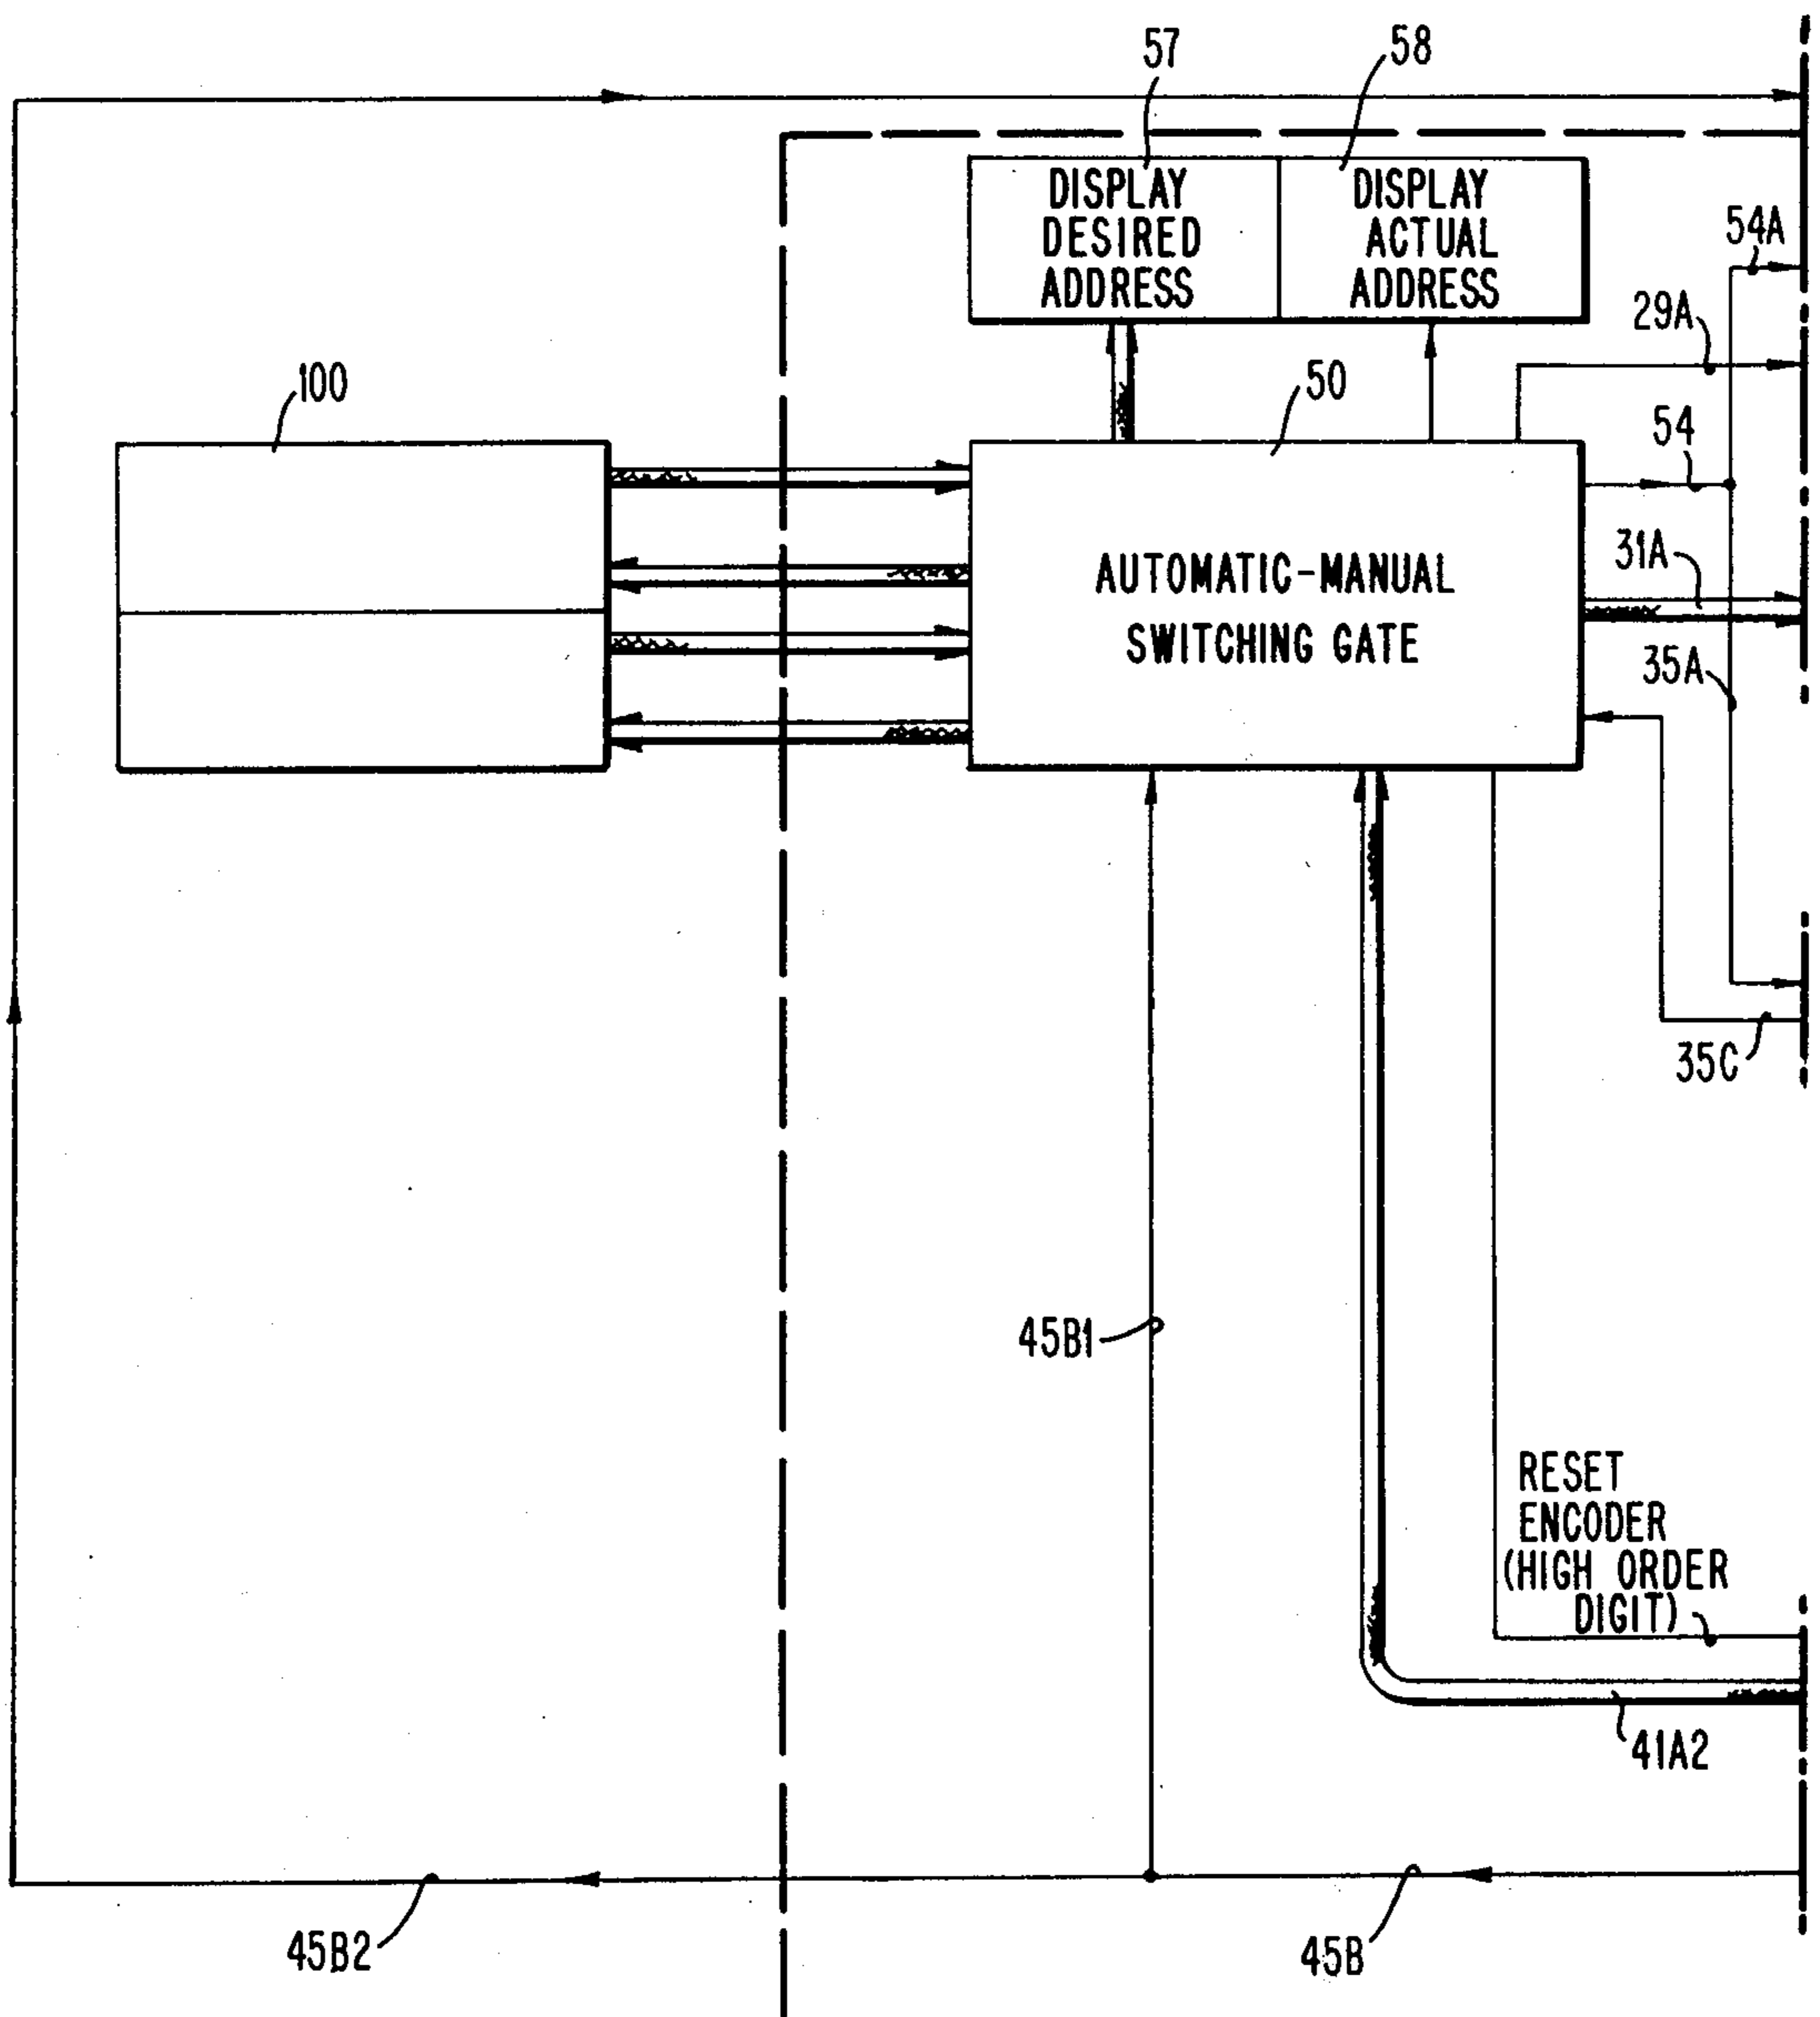 57
58
DISPLAY
DESIRED
ADDRESS
DISPLAY
ACTUAL
ADDRESS
54A
29A
100
50
54
AUTOMATIC-MANUAL
SWITCHING GATE
31A
35A
35C
45B1
RESET
ENCODER
(HIGH ORDER
DIGIT)
41A2
45B2
45B